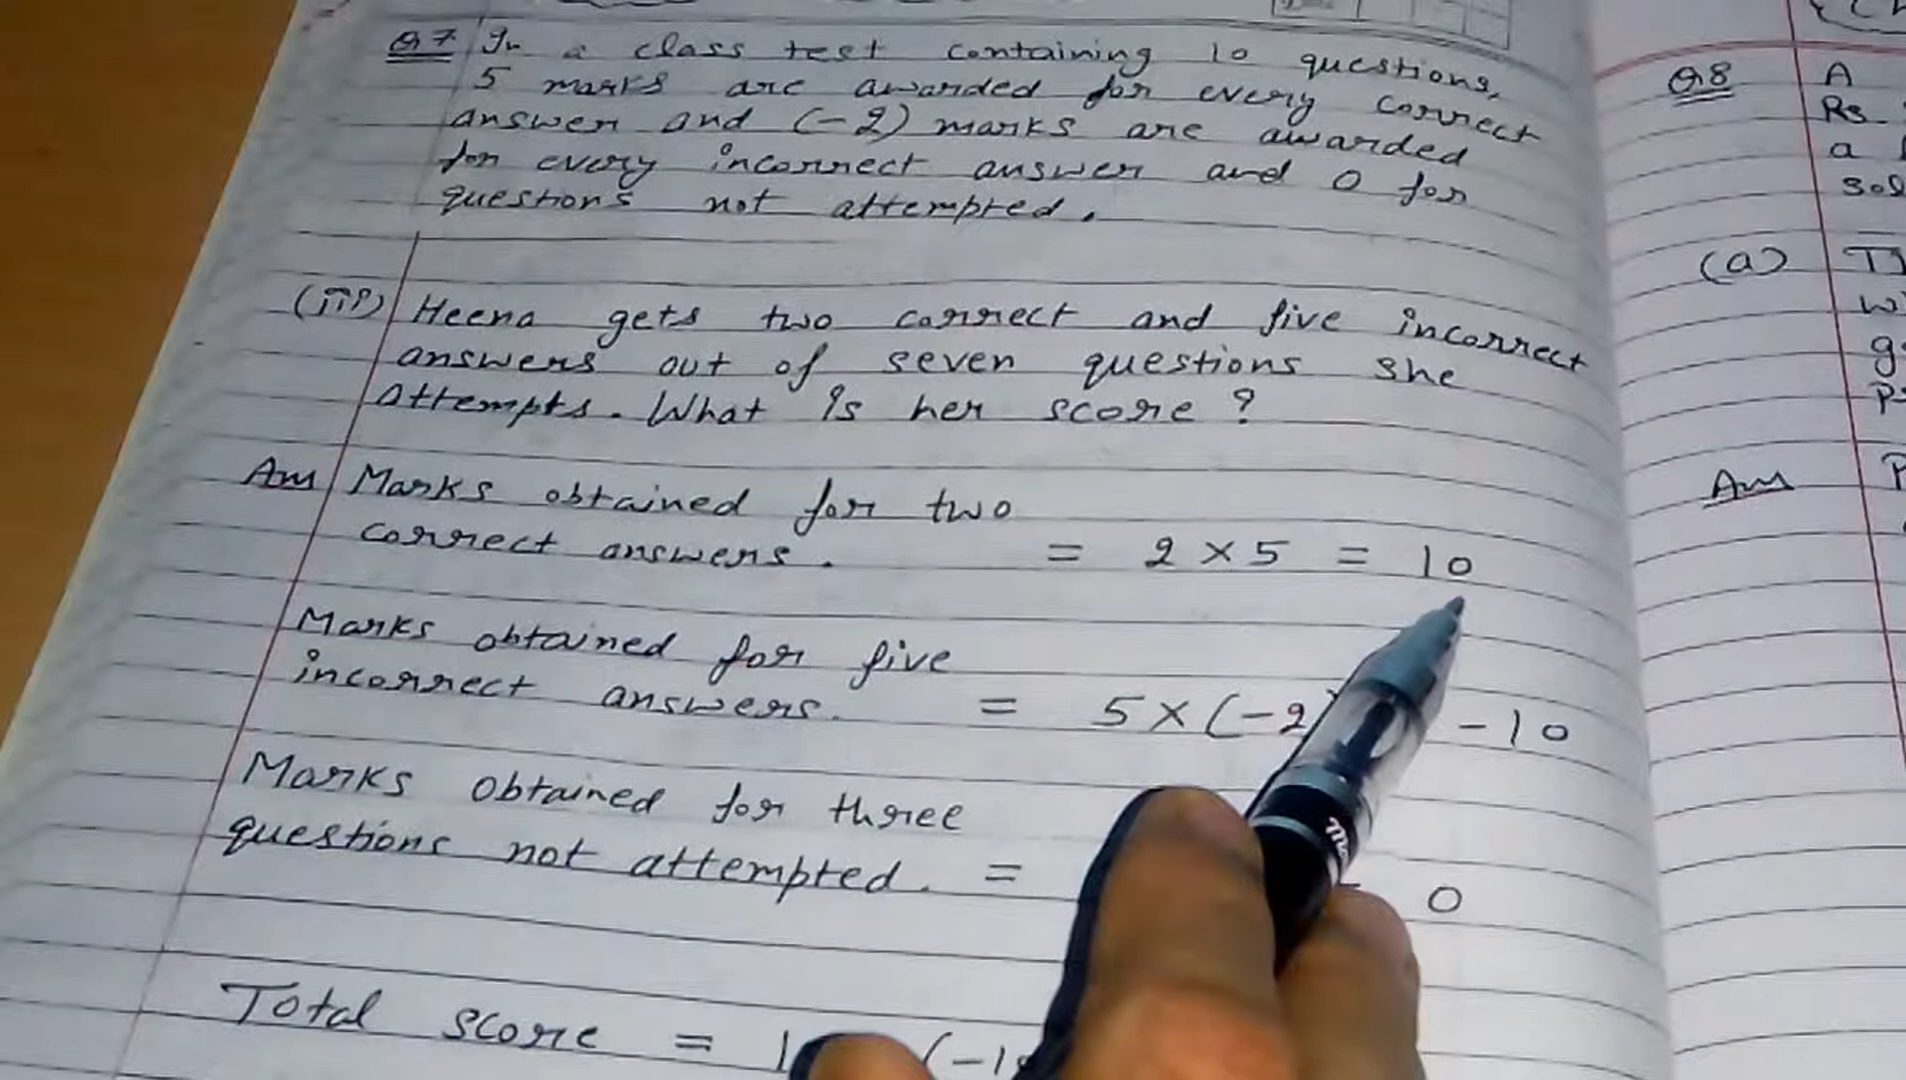 Q7 In a class test containing 10 questions,
5 marks are awarded for every correct
answer and (-2) marks are awarded
for every incorrect answer and 0 for
questions not attempted.
(iii) Heena gets two correct and five incorrect
answers out of seven questions she
attempts. What is her score?
Ans Marks obtained for two
correct answers. = 2 × 5 = 10
Marks obtained for five
incorrect answers. = 5 × (-2) -10
Marks obtained for three
questions not attempted. = 0
Total score = 1 (-1
Q8 A
Rs
a
(a)
Ans P